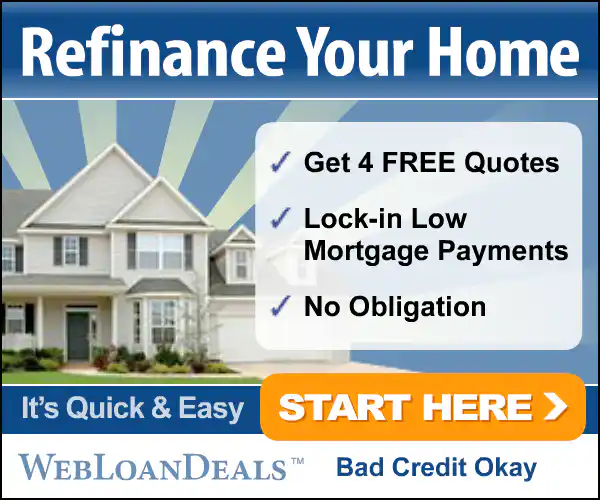 Refinance Your Home
✓ Get 4 FREE Quotes
✓ Lock-in Low
Mortgage Payments
✓ No Obligation
It's Quick & Easy
START HERE >
WEBLOANDEALS™
Bad Credit Okay